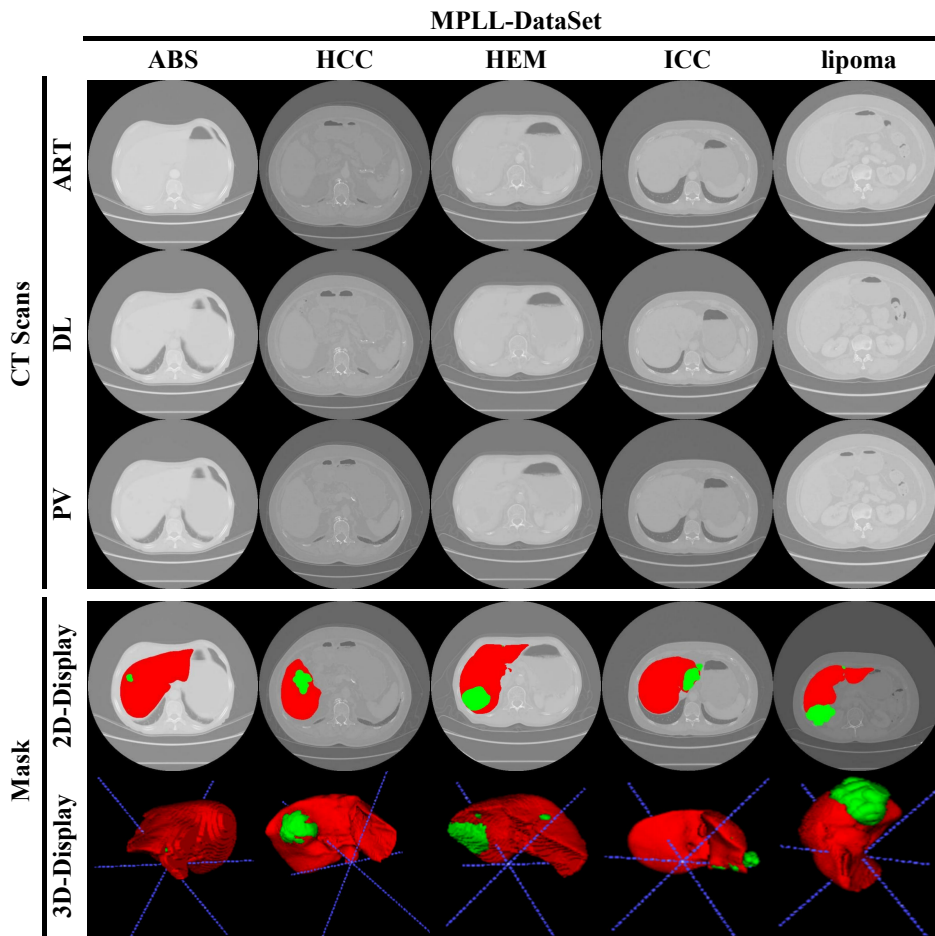 MPLL-DataSet
ABS HCC HEM ICC lipoma
CT Scans
ART
DL
PV
Mask
2D-Display
3D-Display